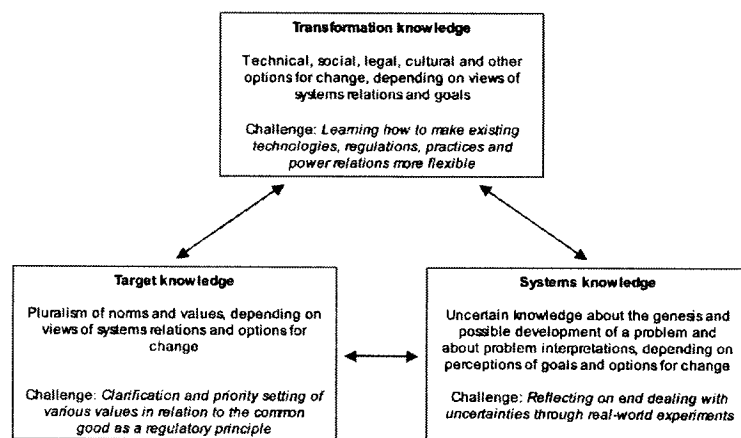 Transformation knowledge
Technical, social, legal, cultural and other
options for change, depending on views of
systems relations and goals
Challenge: Learning how to make existing
technologies, regulations, practices and
power relations more flexible
Target knowledge
Pluralism of norms and values, depending on
views of systems relations and options for
change
Challenge: Clarification and priority setting of
various values in relation to the common
good as a regulatory principle
Systems knowledge
Uncertain knowledge about the genesis and
possible development of a problem and
about problem interpretations, depending on
perceptions of goals and options for change
Challenge: Reflecting on end dealing with
uncertainties through real-world experiments